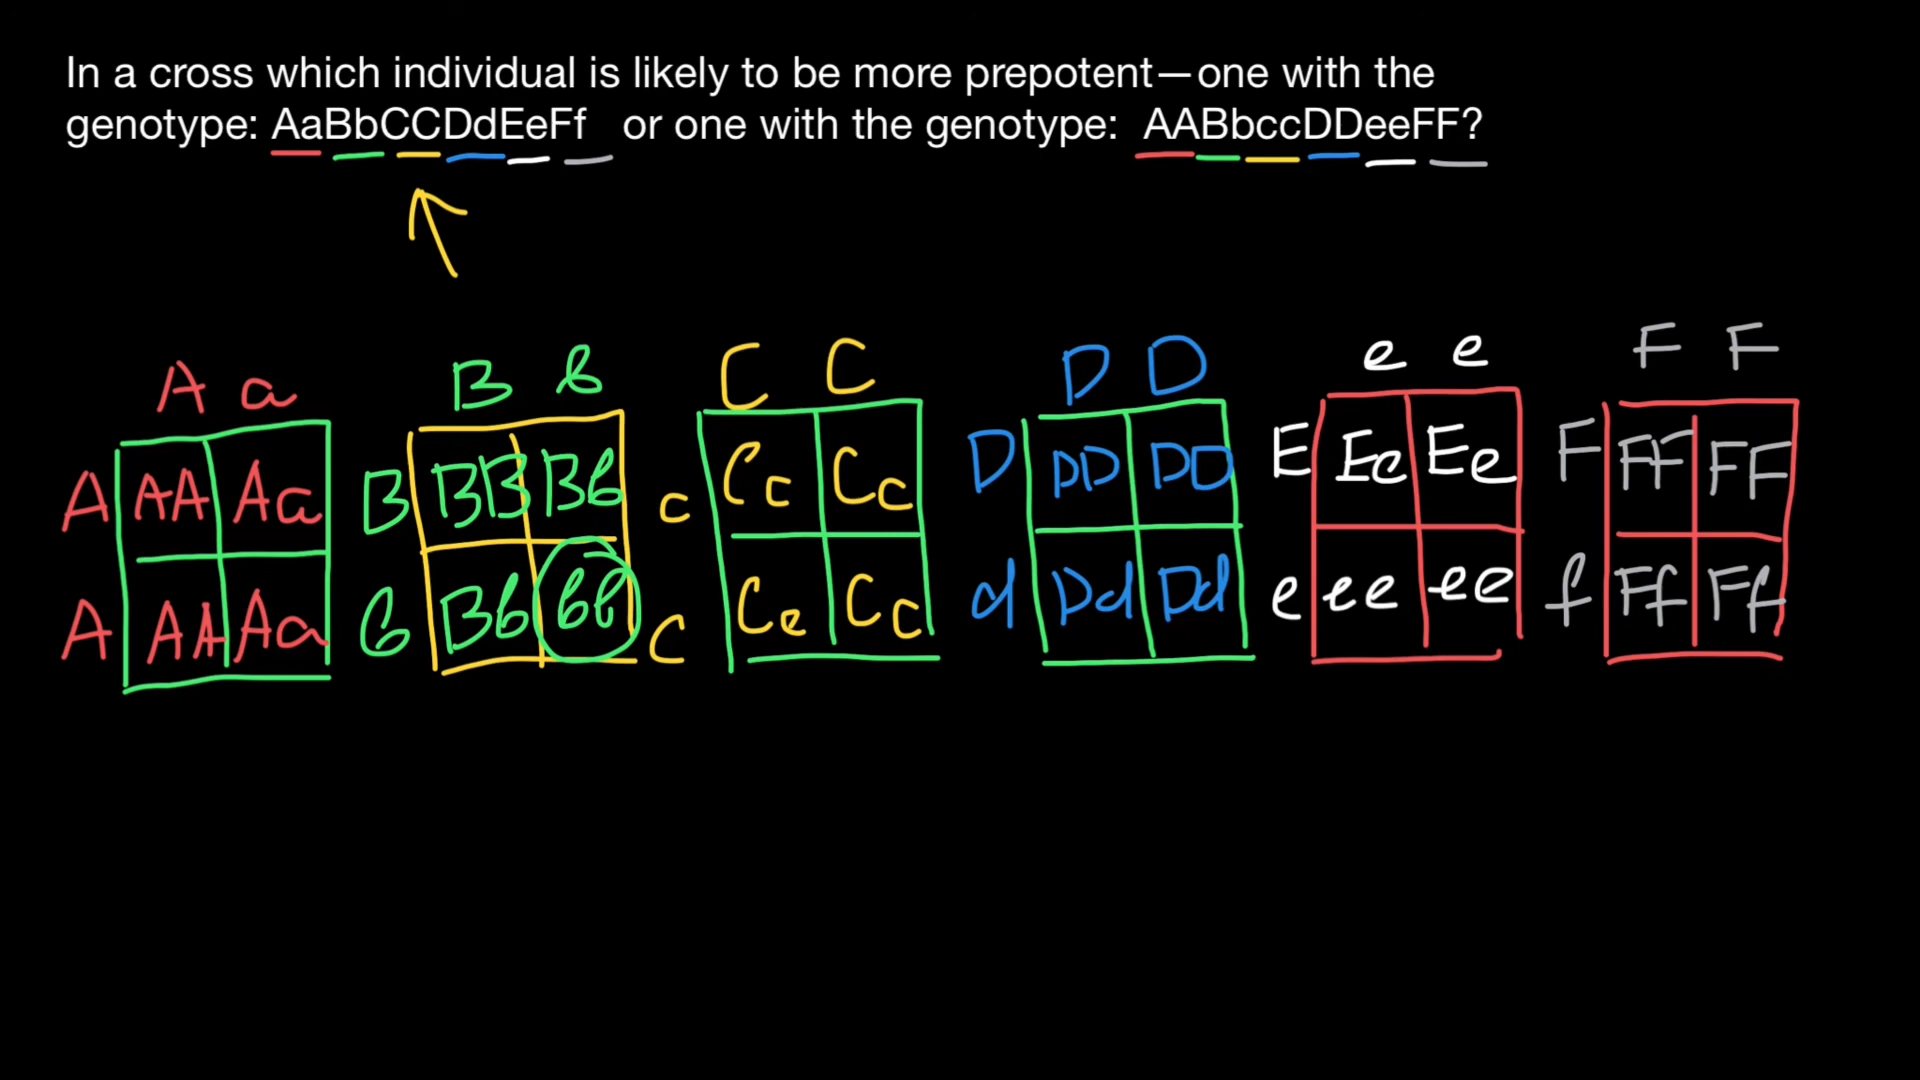 In a cross which individual is likely to be more prepotent—one with the
genotype: AaBbCCDdEeFf or one with the genotype: AABbccDDeeFF?
A a B b C C D D e e F F
A AA Aa B BB Bb c Cc Cc D DD DD E Ee Ee F FF FF
A AA Aa b Bb bb c Cc Cc d Dd Dd e ee ee f Ff Ff